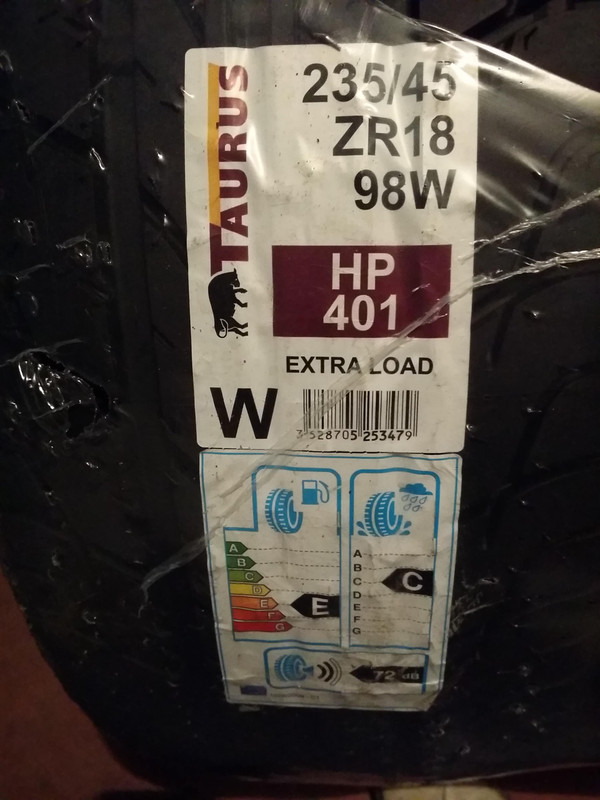 TAURUS
235/45
ZR18
98W
HP
401
EXTRA LOAD
W
3 528705 253479
A
B
C
D
E
F
G
E
A
B
C
D
E
F
G
C
72 dB